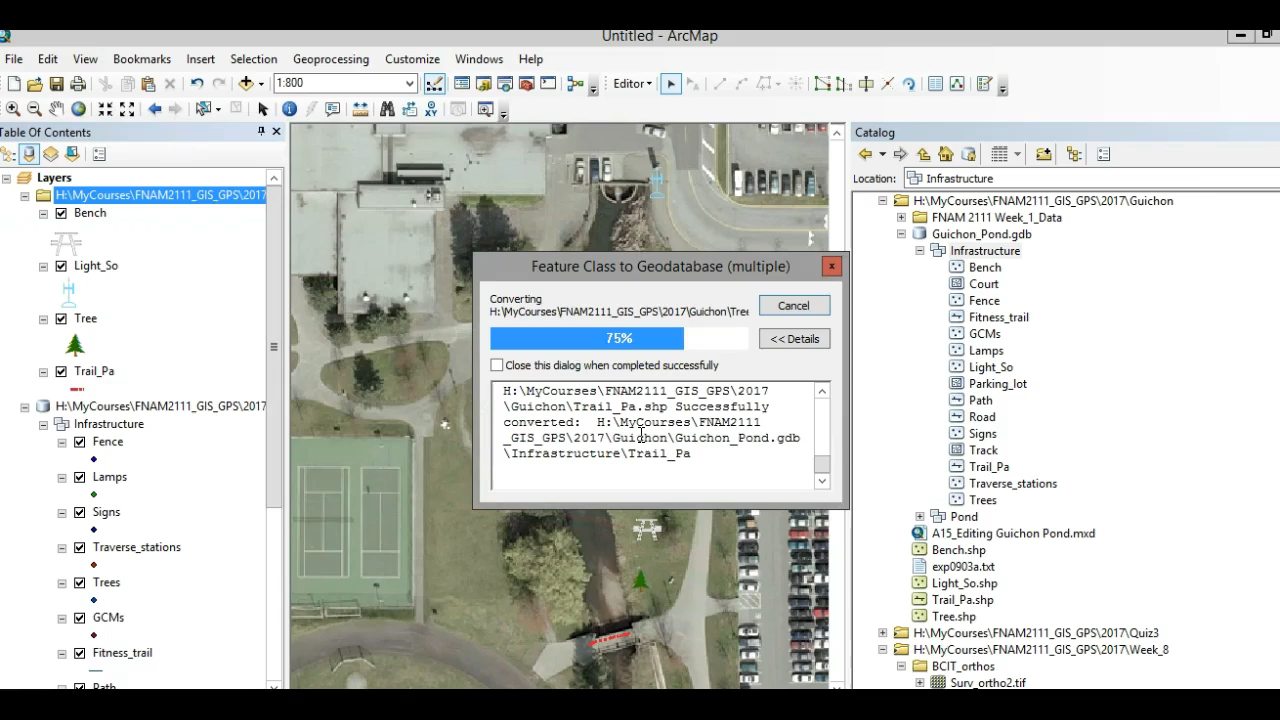 Untitled - ArcMap
File Edit View Bookmarks Insert Selection Geoprocessing Customize Windows Help
1:800
Editor
Table Of Contents
Layers
H:\MyCourses\FNAM2111_GIS_GPS\2017
Bench
Light_So
Tree
Trail_Pa
H:\MyCourses\FNAM2111_GIS_GPS\2017
Infrastructure
Fence
Lamps
Signs
Traverse_stations
Trees
GCMs
Fitness_trail
Path
Feature Class to Geodatabase (multiple)
Converting
H:\MyCourses\FNAM2111_GIS_GPS\2017\Guichon\Tree
Cancel
75%
<< Details
Close this dialog when completed successfully
H:\MyCourses\FNAM2111_GIS_GPS\2017
\Guichon\Trail_Pa.shp Successfully
converted: H:\MyCourses\FNAM2111
_GIS_GPS\2017\Guichon\Guichon_Pond.gdb
\Infrastructure\Trail_Pa
Catalog
Location: Infrastructure
H:\MyCourses\FNAM2111_GIS_GPS\2017\Guichon
FNAM 2111 Week_1_Data
Guichon_Pond.gdb
Infrastructure
Bench
Court
Fence
Fitness_trail
GCMs
Lamps
Light_So
Parking_lot
Path
Road
Signs
Track
Trail_Pa
Traverse_stations
Trees
Pond
A15_Editing Guichon Pond.mxd
Bench.shp
exp0903a.txt
Light_So.shp
Trail_Pa.shp
Tree.shp
H:\MyCourses\FNAM2111_GIS_GPS\2017\Quiz3
H:\MyCourses\FNAM2111_GIS_GPS\2017\Week_8
BCIT_orthos
Surv_ortho2.tif